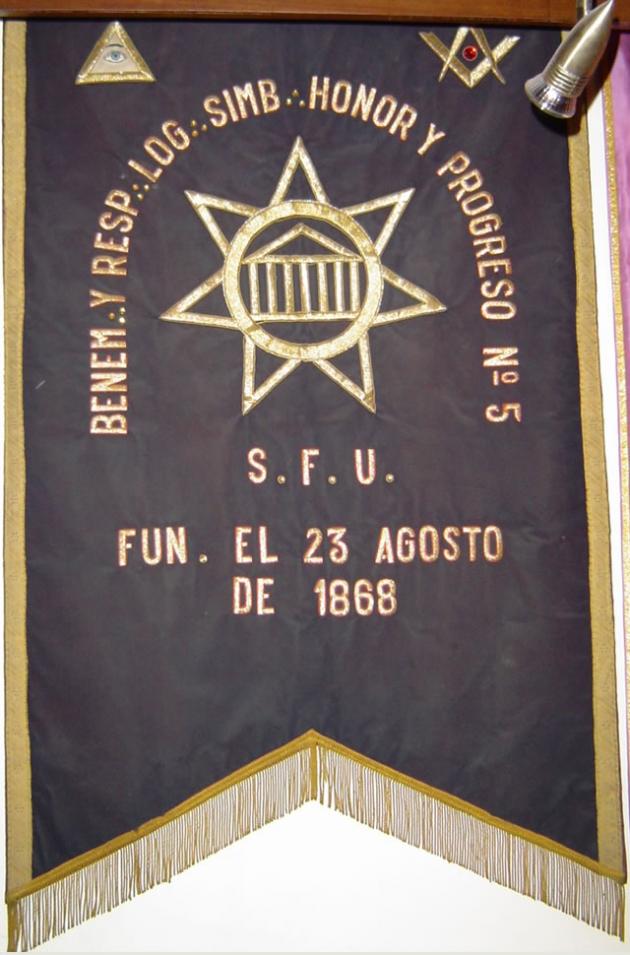 BENEM∴Y RESP∴LOG∴SIMB∴HONOR Y PROGRESO Nº 5
S.F.U.
FUN. EL 23 AGOSTO
DE 1868